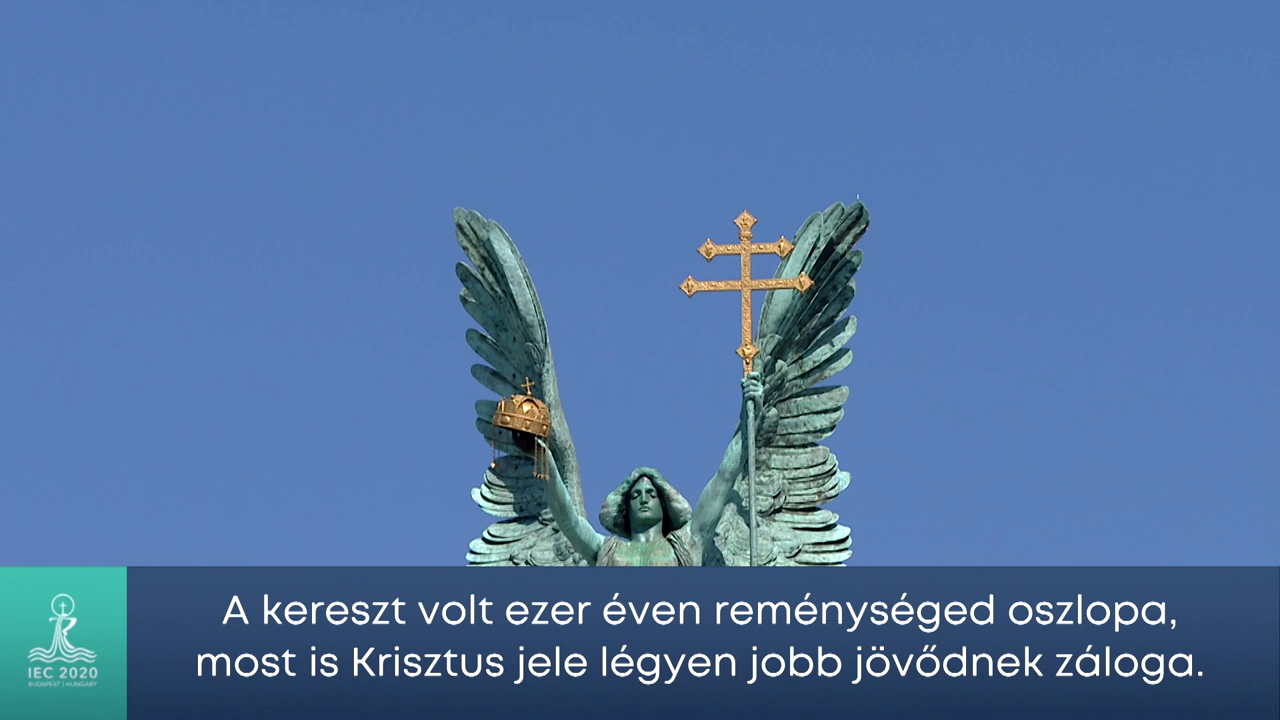 A kereszt volt ezer éven reménységed oszlopa,
most is Krisztus jele légyen jobb jövődnek záloga.
IEC 2020
BUDAPEST | HUNGARY